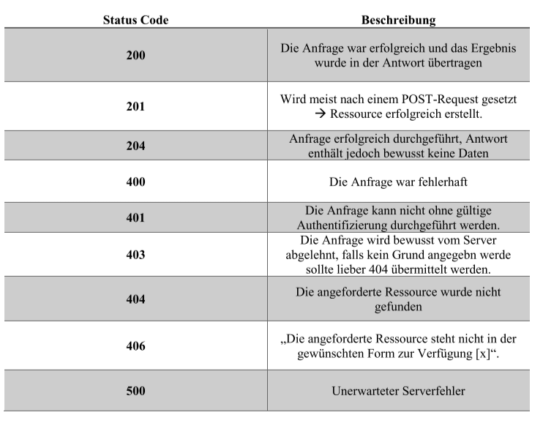 Status Code Beschreibung
200 Die Anfrage war erfolgreich und das Ergebnis
wurde in der Antwort übertragen
201 Wird meist nach einem POST-Request gesetzt
→ Ressource erfolgreich erstellt.
204 Anfrage erfolgreich durchgeführt, Antwort
enthält jedoch bewusst keine Daten
400 Die Anfrage war fehlerhaft
401 Die Anfrage kann nicht ohne gültige
Authentifizierung durchgeführt werden.
403 Die Anfrage wird bewusst vom Server
abgelehnt, falls kein Grund angegebn werde
sollte lieber 404 übermittelt werden.
404 Die angeforderte Ressource wurde nicht
gefunden
406 „Die angeforderte Ressource steht nicht in der
gewünschten Form zur Verfügung [x]“.
500 Unerwarteter Serverfehler